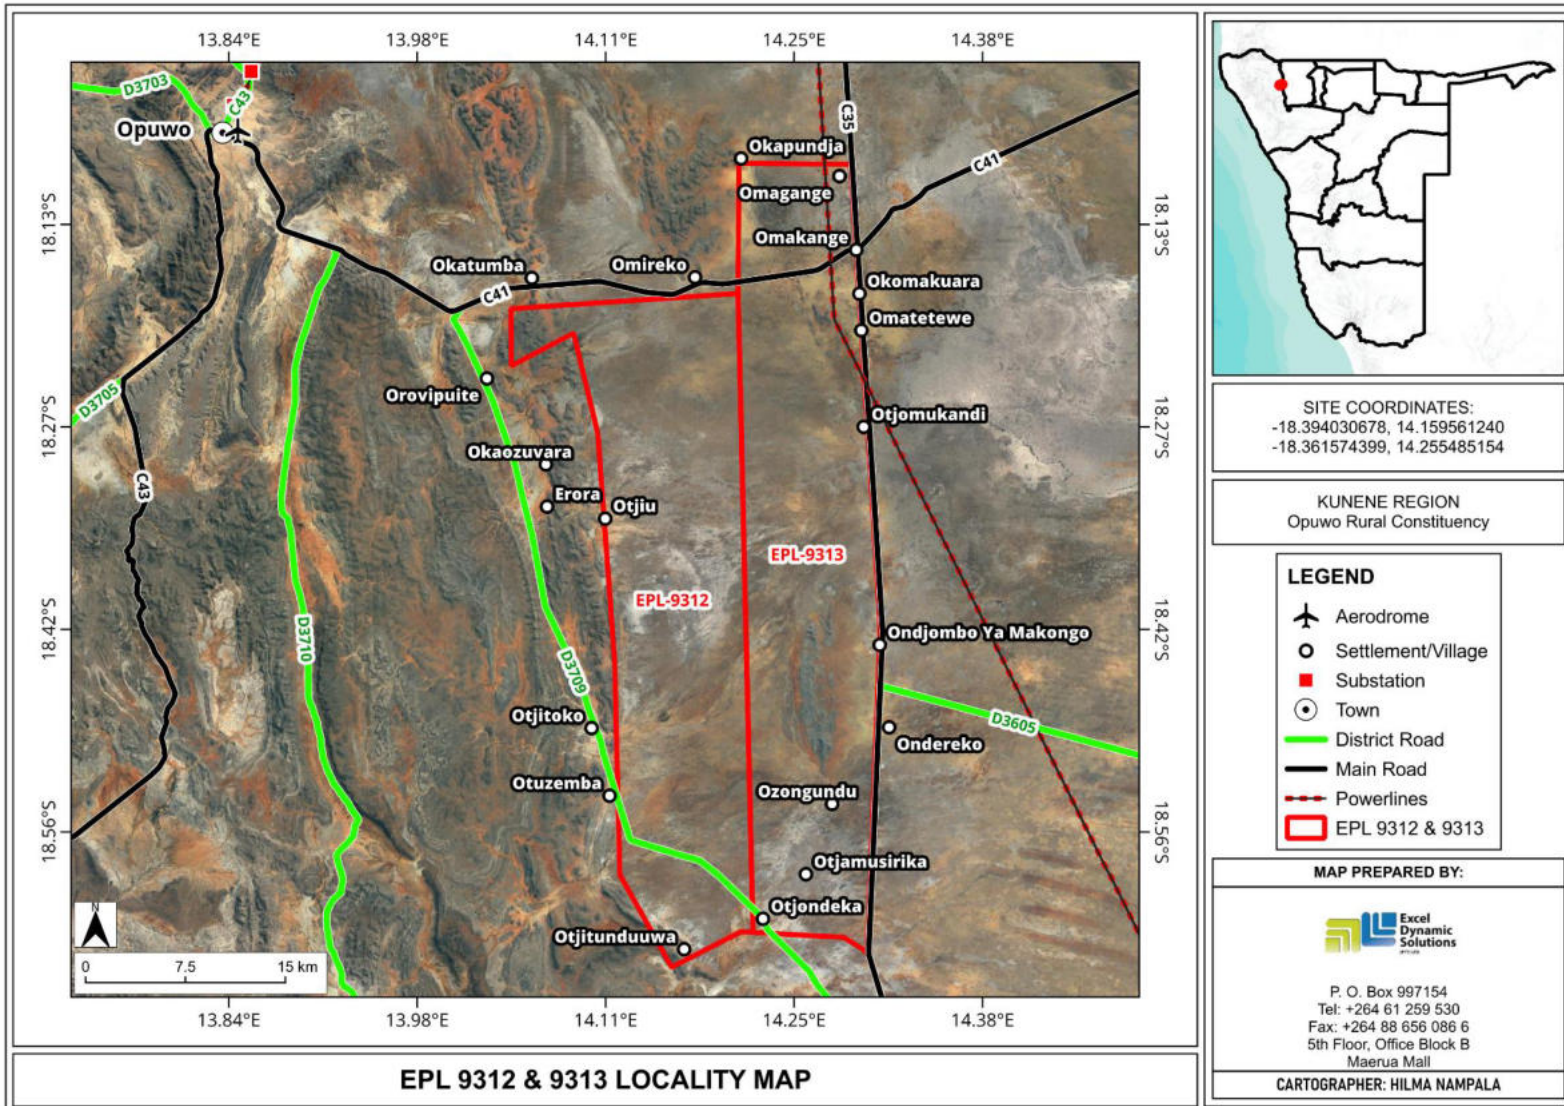 13.84°E
13.98°E
14.11°E
14.25°E
14.38°E
D3703
C43
Opuwo
C35
Okapundja
C41
Omagange
18.13°S
18.13°S
Omakange
Okatumba
Omireko
C41
Okomakuara
Omatetewe
Orovipuite
D3705
Otjomukandi
18.27°S
18.27°S
Okaozuvara
C43
Erora
Otjiu
EPL-9313
EPL-9312
18.42°S
18.42°S
D3710
Ondjombo Ya Makongo
D3709
Otjitoko
D3605
Ondereko
Otuzemba
Ozongundu
18.56°S
18.56°S
Otjamusirika
Otjondeka
Otjitunduuwa
N
0 7.5 15 km
13.84°E
13.98°E
14.11°E
14.25°E
14.38°E
EPL 9312 & 9313 LOCALITY MAP
SITE COORDINATES:
-18.394030678, 14.159561240
-18.361574399, 14.255485154
KUNENE REGION
Opuwo Rural Constituency
LEGEND
Aerodrome
Settlement/Village
Substation
Town
District Road
Main Road
Powerlines
EPL 9312 & 9313
MAP PREPARED BY:
Excel
Dynamic
Solutions
P. O. Box 997154
Tel: +264 61 259 530
Fax: +264 88 656 086 6
5th Floor, Office Block B
Maerua Mall
CARTOGRAPHER: HILMA NAMPALA